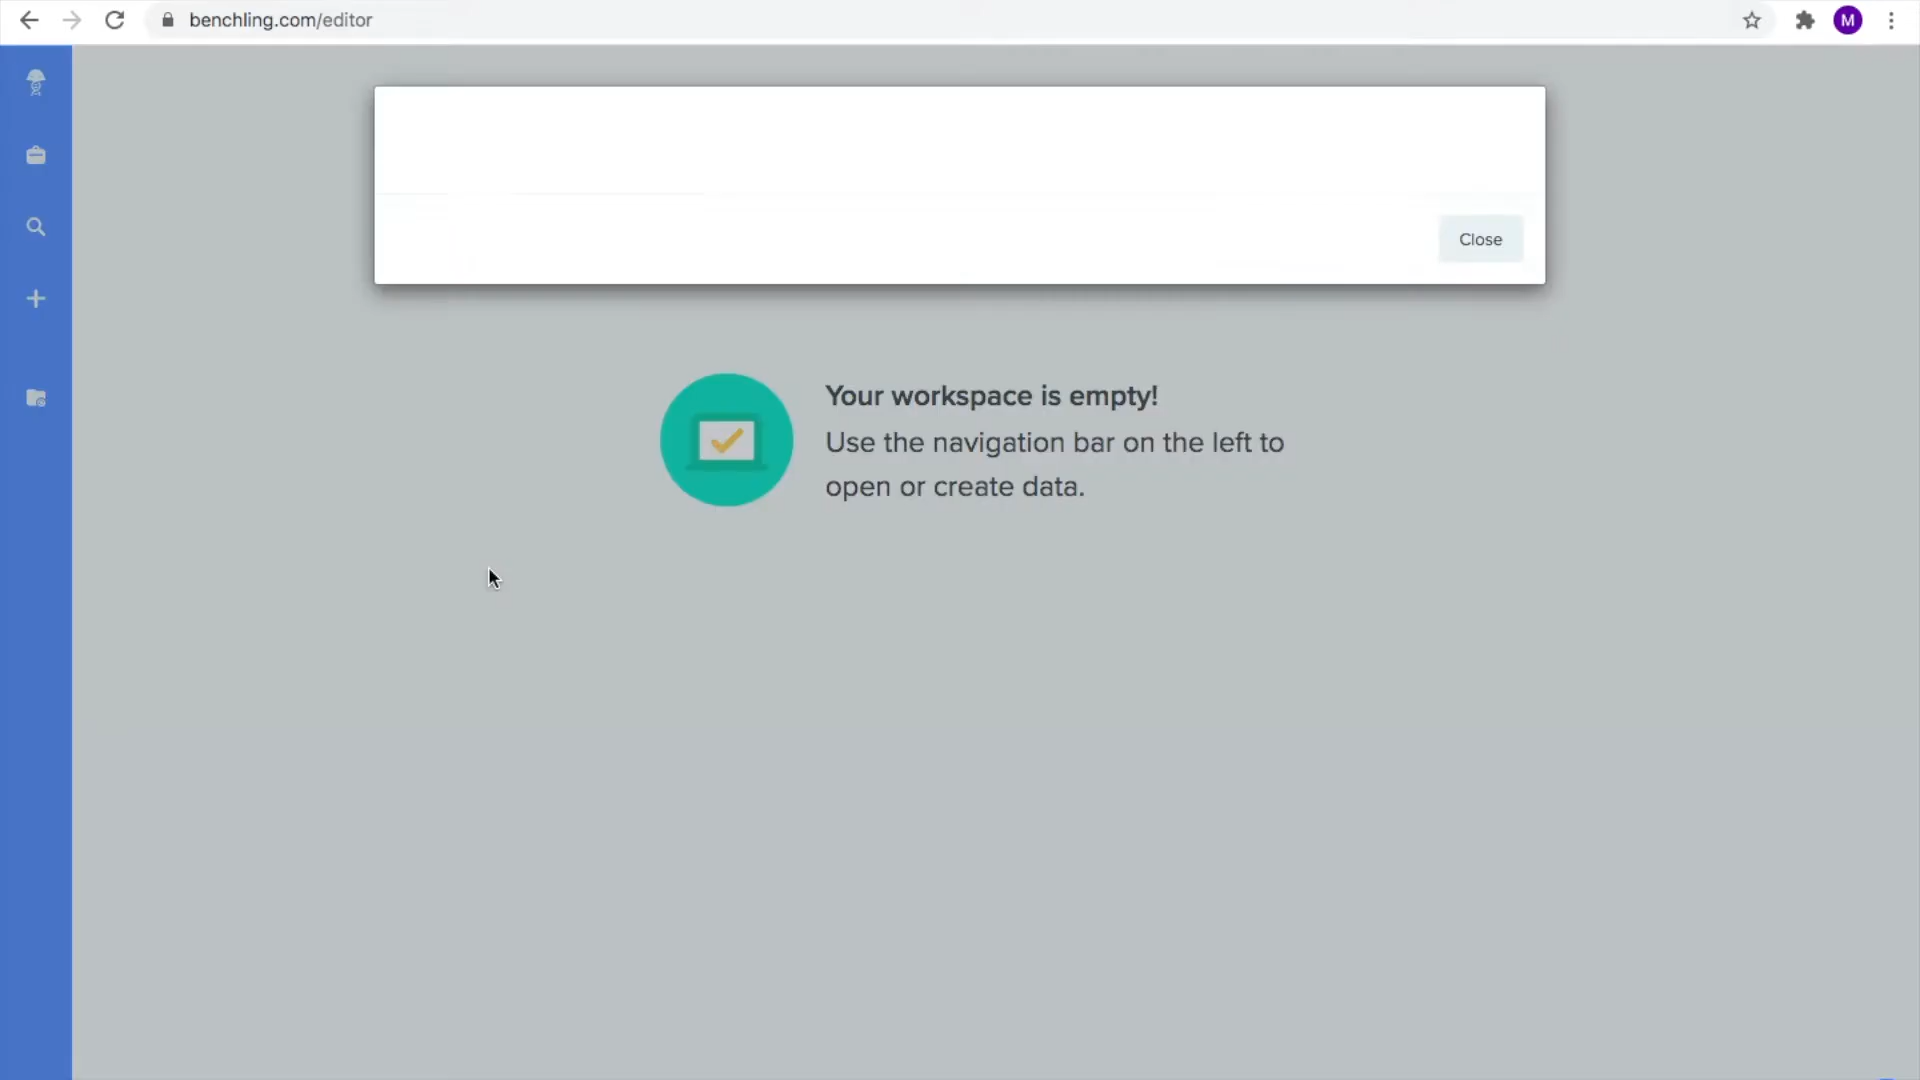 benchling.com/editor
M
Close
Your workspace is empty!
Use the navigation bar on the left to
open or create data.